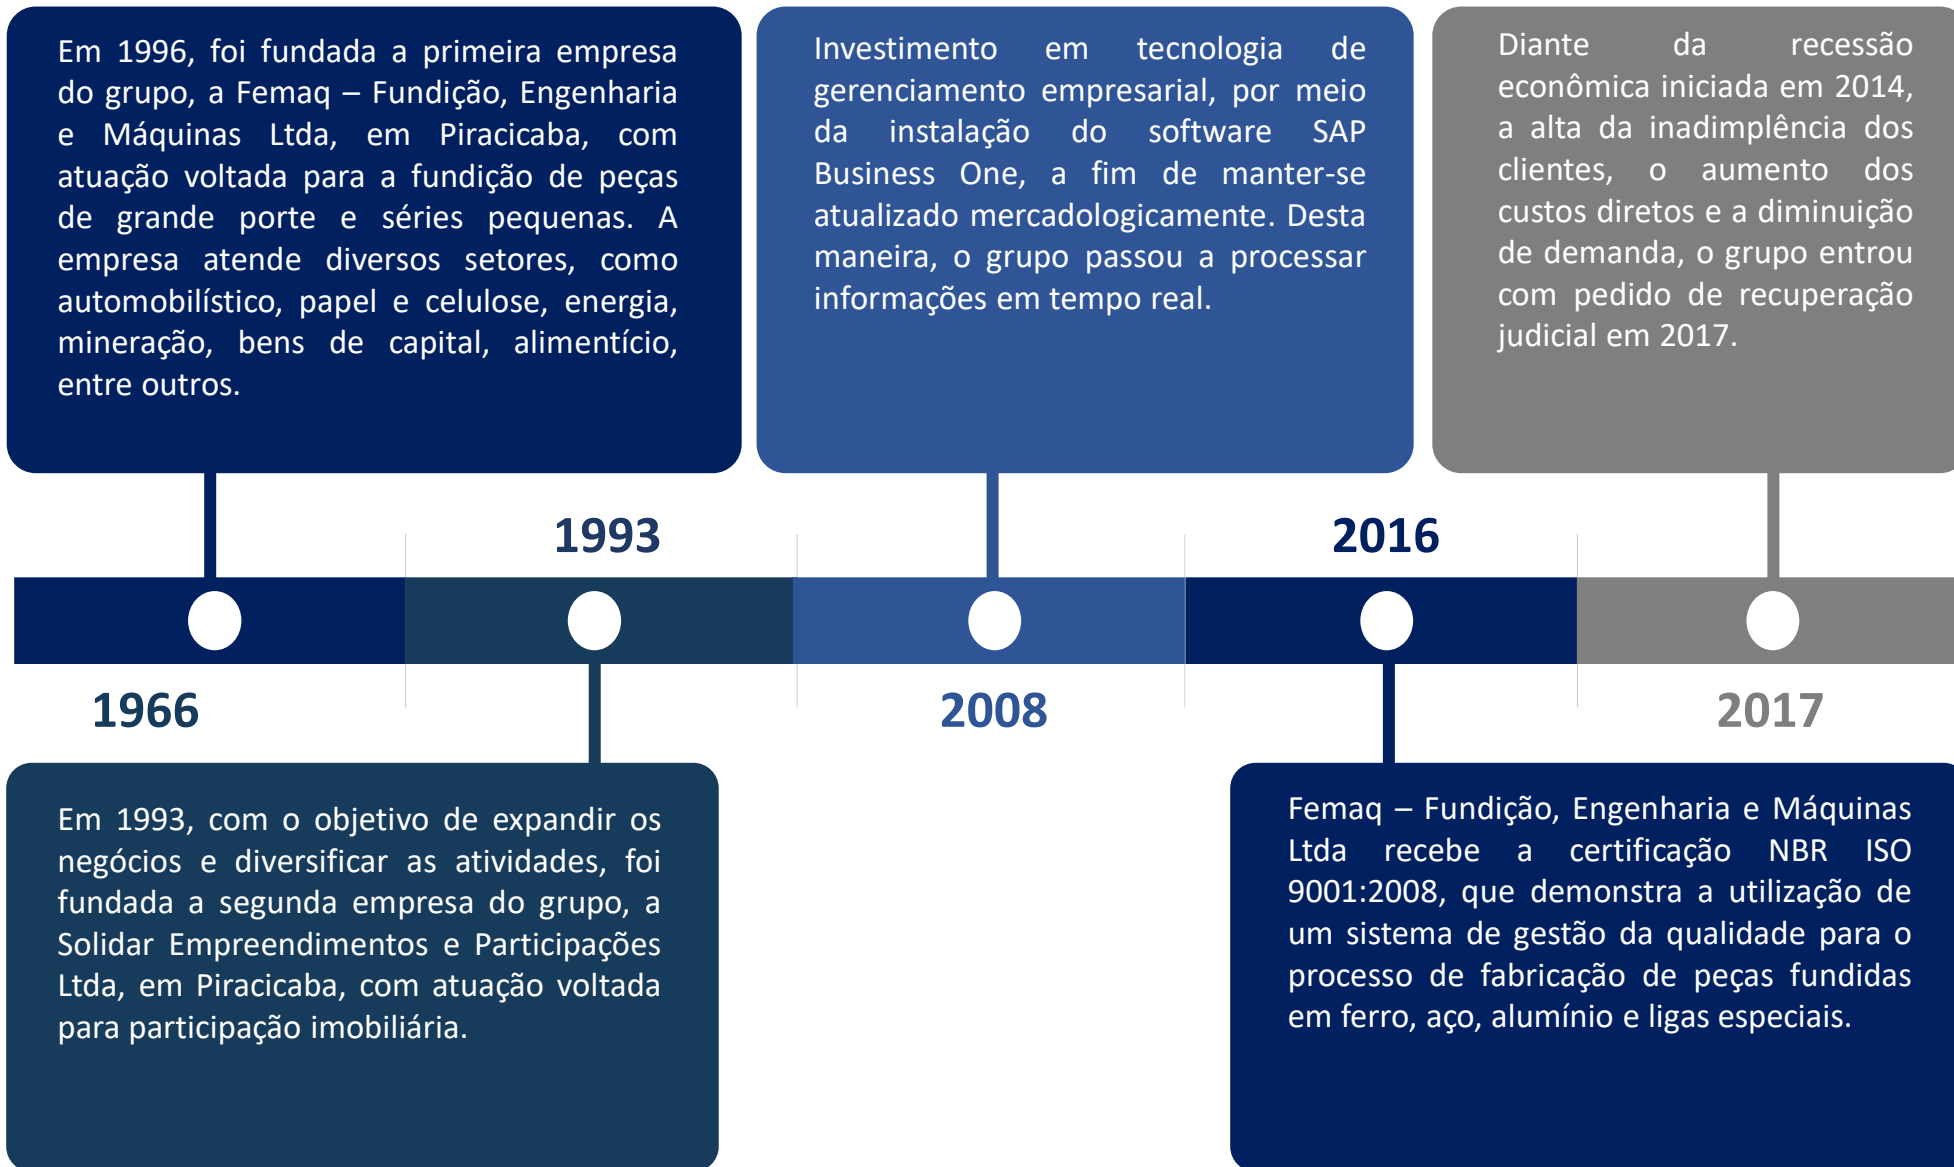 Em 1996, foi fundada a primeira empresa
do grupo, a Femaq – Fundição, Engenharia
e Máquinas Ltda, em Piracicaba, com
atuação voltada para a fundição de peças
de grande porte e séries pequenas. A
empresa atende diversos setores, como
automobilístico, papel e celulose, energia,
mineração, bens de capital, alimentício,
entre outros.
Investimento em tecnologia de
gerenciamento empresarial, por meio
da instalação do software SAP
Business One, a fim de manter-se
atualizado mercadologicamente. Desta
maneira, o grupo passou a processar
informações em tempo real.
Diante da recessão
econômica iniciada em 2014,
a alta da inadimplência dos
clientes, o aumento dos
custos diretos e a diminuição
de demanda, o grupo entrou
com pedido de recuperação
judicial em 2017.
1993
2016
1966
2008
2017
Em 1993, com o objetivo de expandir os
negócios e diversificar as atividades, foi
fundada a segunda empresa do grupo, a
Solidar Empreendimentos e Participações
Ltda, em Piracicaba, com atuação voltada
para participação imobiliária.
Femaq – Fundição, Engenharia e Máquinas
Ltda recebe a certificação NBR ISO
9001:2008, que demonstra a utilização de
um sistema de gestão da qualidade para o
processo de fabricação de peças fundidas
em ferro, aço, alumínio e ligas especiais.